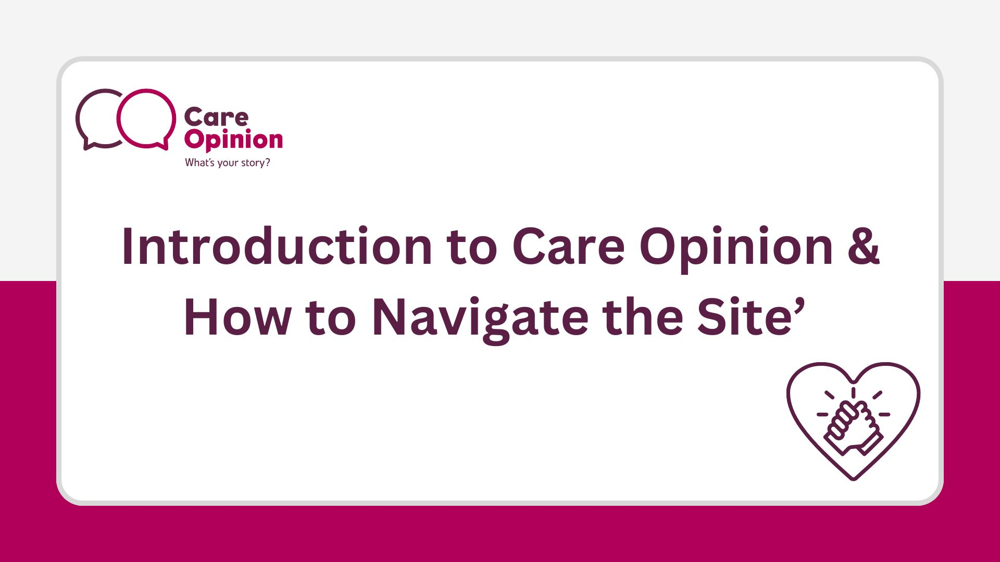 Care
Opinion
What's your story?
Introduction to Care Opinion &
How to Navigate the Site’